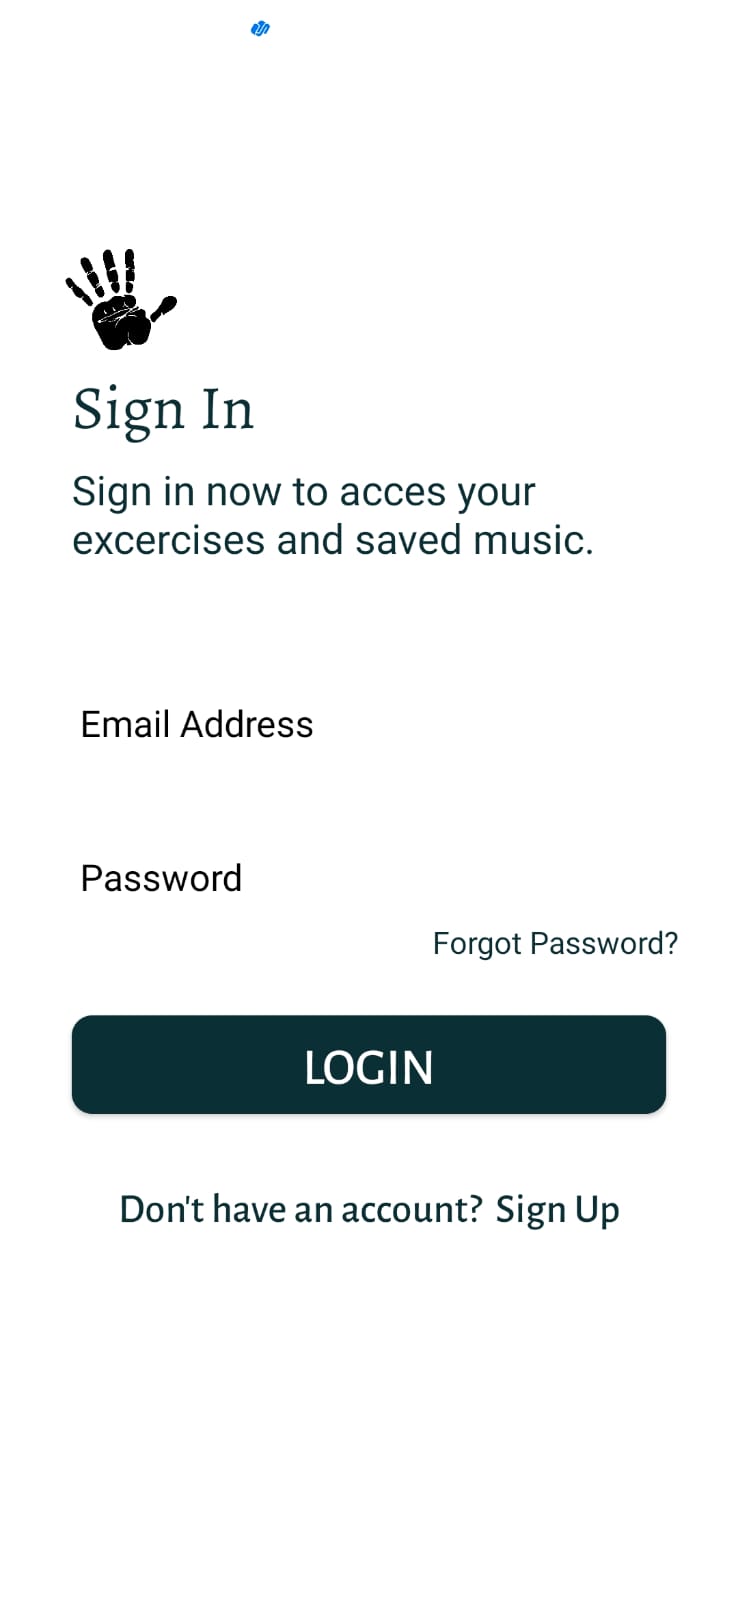 Sign In
Sign in now to acces your
excercises and saved music.
Email Address
Password
Forgot Password?
LOGIN
Don't have an account? Sign Up